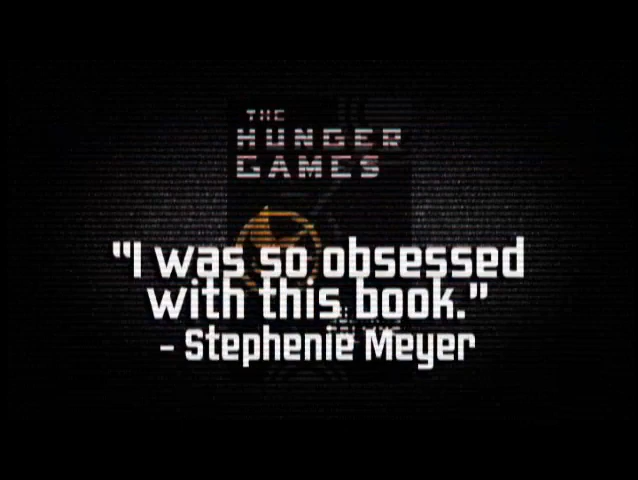 THE
HUNGER
GAMES
"I was so obsessed
with this book."
- Stephenie Meyer